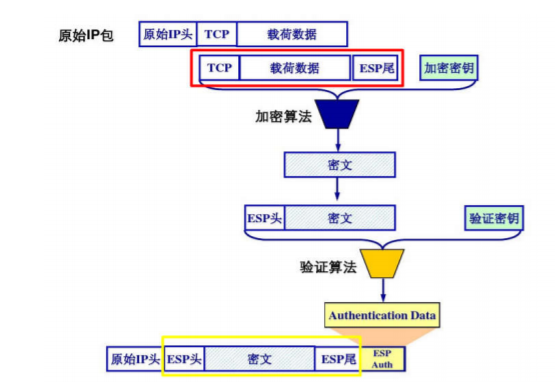 原始IP包 原始IP头 TCP 载荷数据
TCP 载荷数据 ESP尾 加密密钥
加密算法
密文
ESP头 密文 验证密钥
验证算法
Authentication Data
原始IP头 ESP头 密文 ESP尾 ESP
Auth